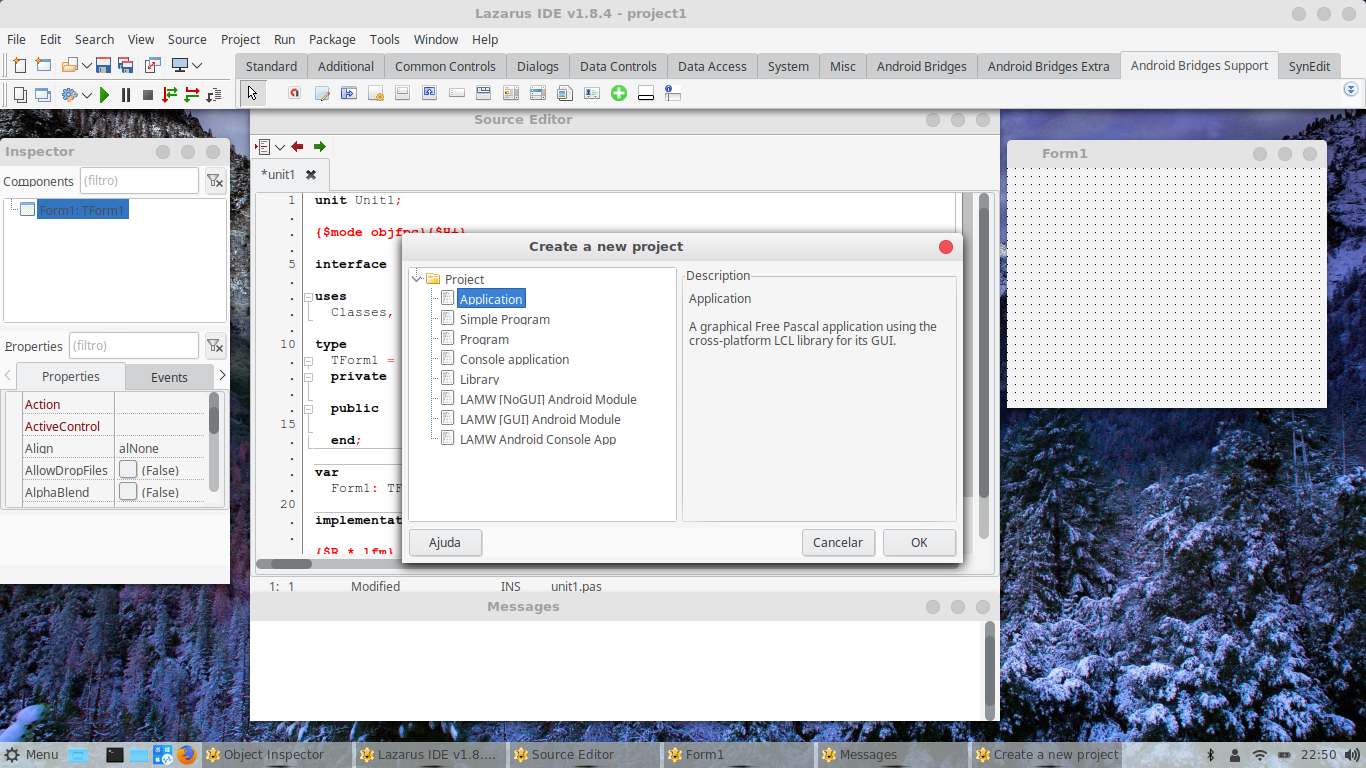 Lazarus IDE v1.8.4 - project1
File Edit Search View Source Project Run Package Tools Window Help
Standard Additional Common Controls Dialogs Data Controls Data Access System Misc Android Bridges Android Bridges Extra Android Bridges Support SynEdit
Source Editor
*unit1
1 unit Unit1;
{$mode objfpc}{$H+}
5 interface
uses
Classes,
10 type
TForm1 =
private
public
15
end;
var
Form1: TF
20
implementat
{$R *.lfm}
1: 1 Modified INS unit1.pas
Inspector
Components (filtro)
Form1: TForm1
Properties (filtro)
Properties Events
Action
ActiveControl
Align alNone
AllowDropFiles (False)
AlphaBlend (False)
Form1
Create a new project
Project
Application
Simple Program
Program
Console application
Library
LAMW [NoGUI] Android Module
LAMW [GUI] Android Module
LAMW Android Console App
Description
Application
A graphical Free Pascal application using the
cross-platform LCL library for its GUI.
Ajuda Cancelar OK
Messages
Menu Object Inspector Lazarus IDE v1.8.... Source Editor Form1 Messages Create a new project 22:50